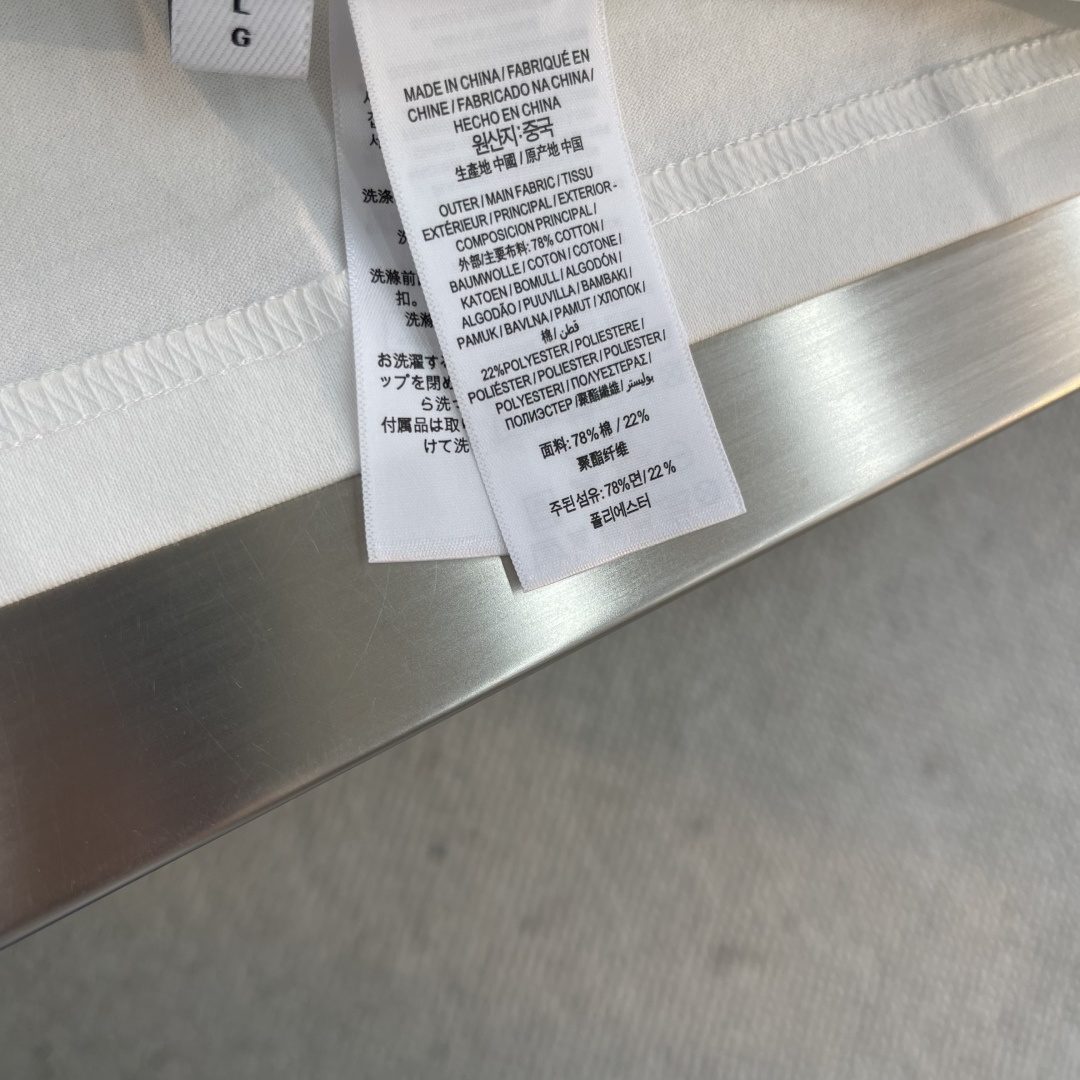 L
G
MADE IN CHINA / FABRIQUÉ EN
CHINE / FABRICADO NA CHINA /
HECHO EN CHINA
원산지: 중국
生產地 中國 / 原产地 中国
OUTER / MAIN FABRIC / TISSU
EXTÉRIEUR / PRINCIPAL / EXTERIOR -
COMPOSICION PRINCIPAL /
外部/主要布料: 78% COTTON /
BAUMWOLLE / COTON / COTONE /
KATOEN / BOMULL / ALGODÓN /
ALGODÃO / PUUVILLA / BAMBAKI /
PAMUK / BAVLNA / PAMUT / ХЛОПОК /
棉 / قطن /
22%POLYESTER / POLIESTERE /
POLIÉSTER / POLIESTER / POLIESTER /
POLYESTERI / ΠΟΛΥΕΣΤΕΡΑΣ /
ПОЛИЭСТЕР /聚酯纖維 / بوليستر /
面料: 78%棉 / 22%
聚酯纤维
주된섬유: 78%면/ 22 %
폴리에스터
洗涤
洗滌前
扣。
洗滌
お洗濯する
ップを閉め
ら洗
付属品は取
けて洗